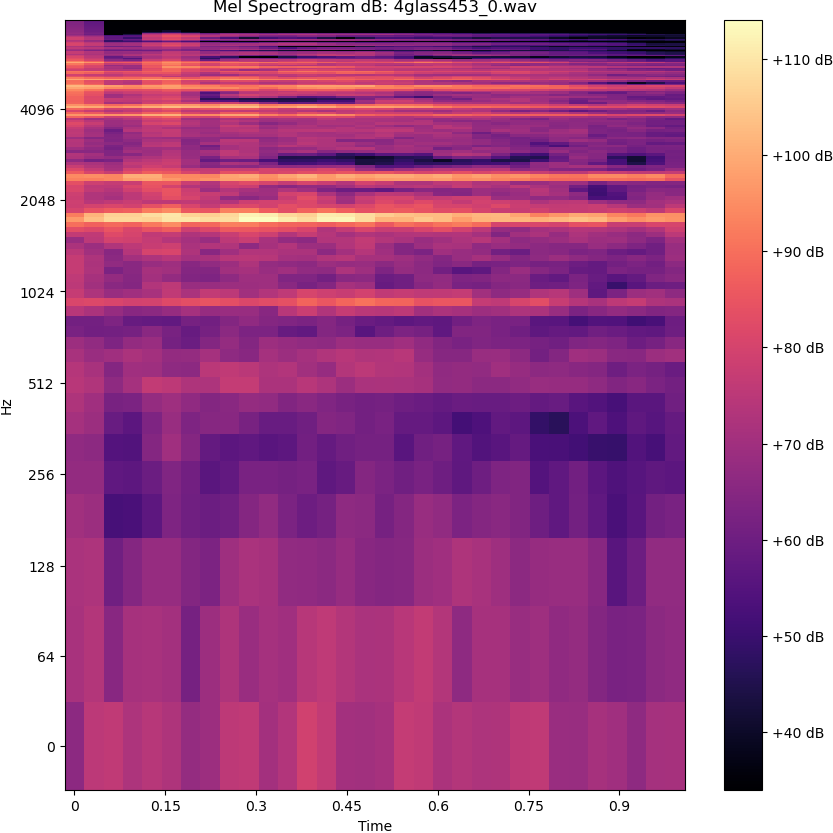 Mel Spectrogram dB: 4glass453_0.wav
Hz
4096
2048
1024
512
256
128
64
0
0 0.15 0.3 0.45 0.6 0.75 0.9
Time
+110 dB
+100 dB
+90 dB
+80 dB
+70 dB
+60 dB
+50 dB
+40 dB